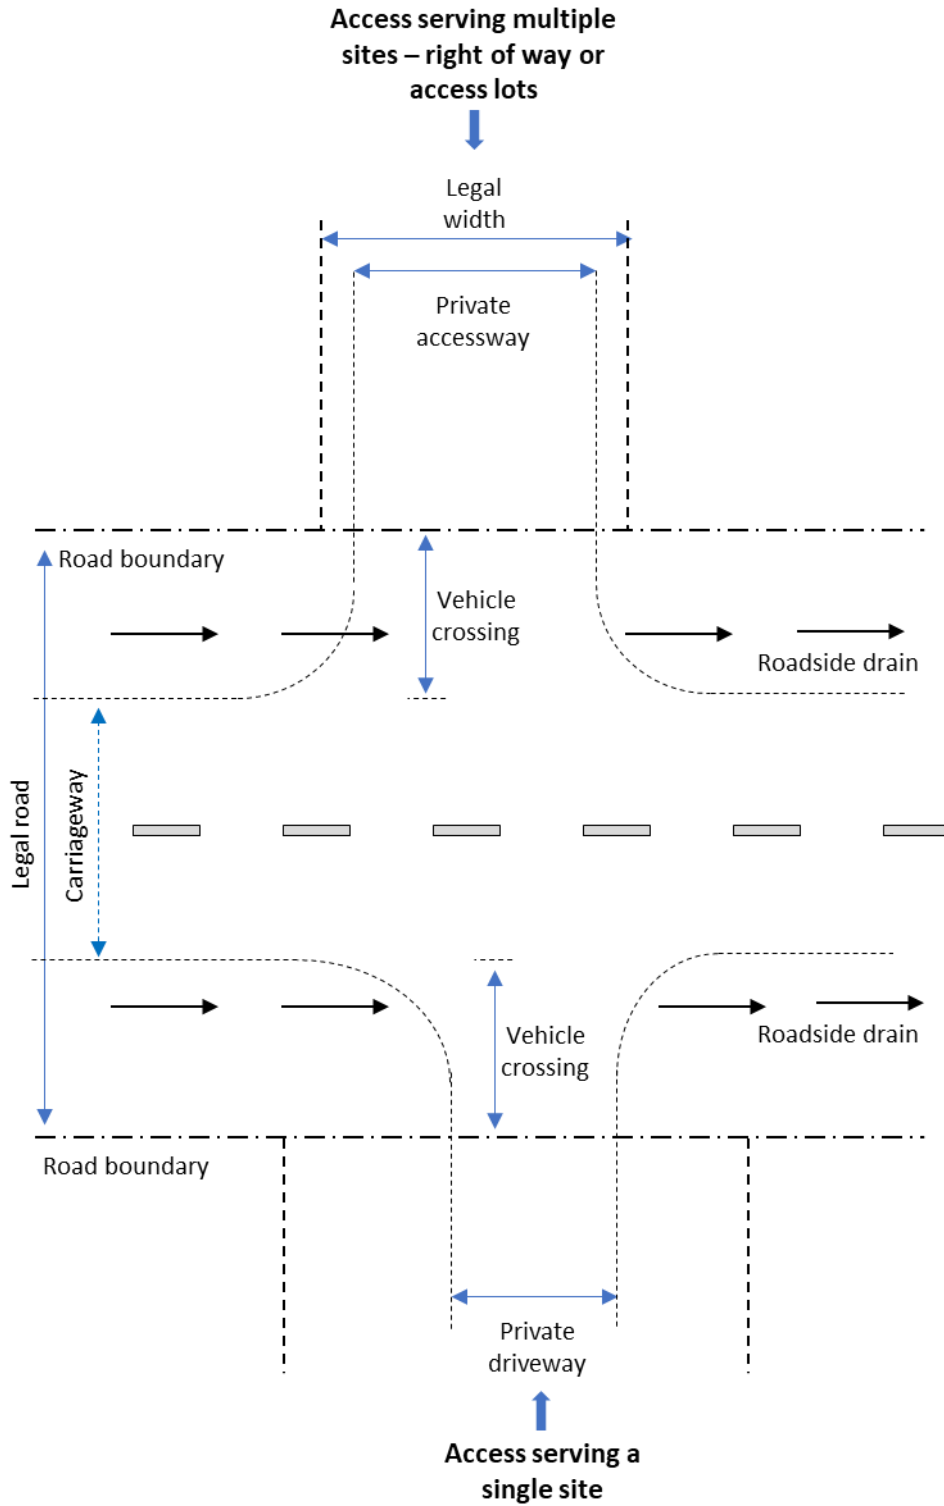 Access serving multiple
sites – right of way or
access lots
Legal
width
Private
accessway
Road boundary
Vehicle
crossing
Roadside drain
Legal road
Carriageway
Vehicle
crossing
Roadside drain
Road boundary
Private
driveway
Access serving a
single site